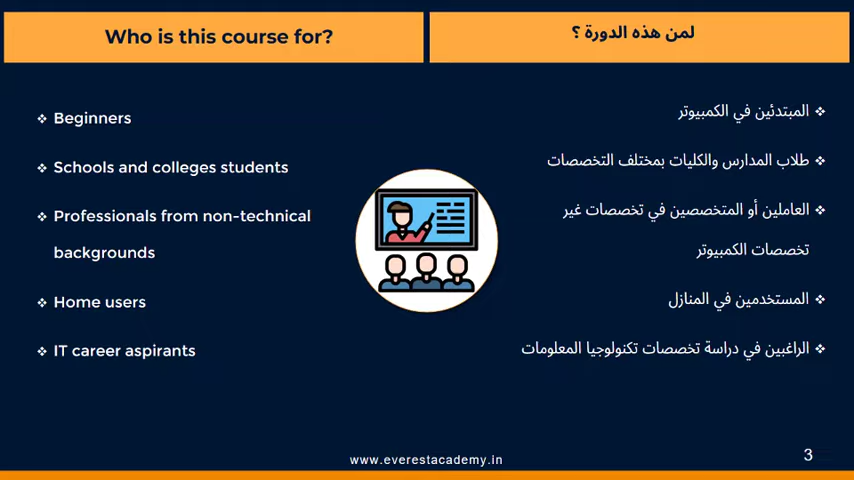 Who is this course for?
لمن هذه الدورة ؟
❖ Beginners
❖ Schools and colleges students
❖ Professionals from non-technical
backgrounds
❖ Home users
❖ IT career aspirants
❖ المبتدئين في الكمبيوتر
❖ طلاب المدارس والكليات بمختلف التخصصات
❖ العاملين أو المتخصصين في تخصصات غير
تخصصات الكمبيوتر
❖ المستخدمين في المنازل
❖ الراغبين في دراسة تخصصات تكنولوجيا المعلومات
www.everestacademy.in
3